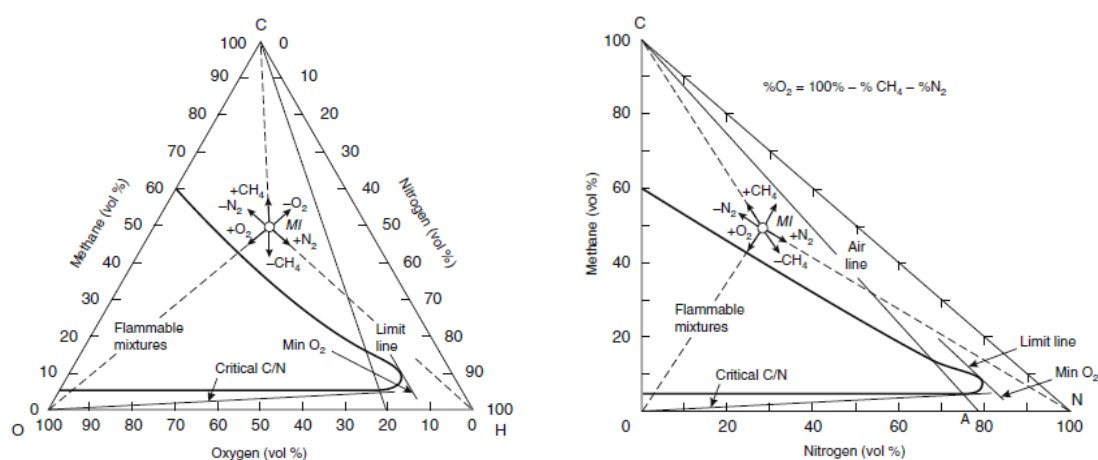 C
100 0
90 10
80 20
70 30
60 40
50 50
40 60
30 70
20 80
10 90
0 100
O H
100 90 80 70 60 50 40 30 20 10 0
Oxygen (vol %)
Methane (vol %)
Nitrogen (vol %)
+CH4
–N2 –O2
MI
+O2 +N2
–CH4
Flammable
mixtures
Limit
line
Min O2
Critical C/N
C
100
80
60
40
20
0
0 20 40 60 80 100
A
N
Methane (vol %)
Nitrogen (vol %)
%O2 = 100% – % CH4 – %N2
+CH4
–N2 MI
+O2 +N2
–CH4
Air
line
Flammable
mixtures
Limit line
Critical C/N
Min O2